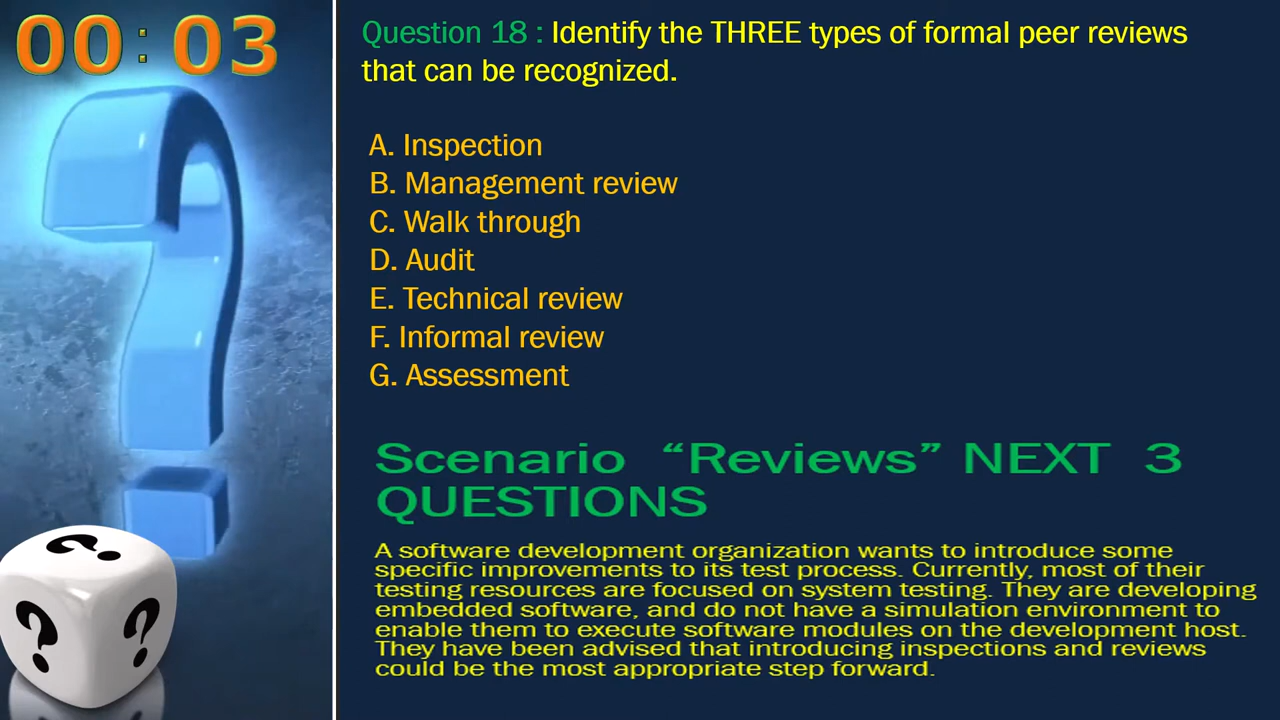 00:03
Question 18 : Identify the THREE types of formal peer reviews
that can be recognized.
A. Inspection
B. Management review
C. Walk through
D. Audit
E. Technical review
F. Informal review
G. Assessment
Scenario “Reviews” NEXT 3
QUESTIONS
A software development organization wants to introduce some
specific improvements to its test process. Currently, most of their
testing resources are focused on system testing. They are developing
embedded software, and do not have a simulation environment to
enable them to execute software modules on the development host.
They have been advised that introducing inspections and reviews
could be the most appropriate step forward.